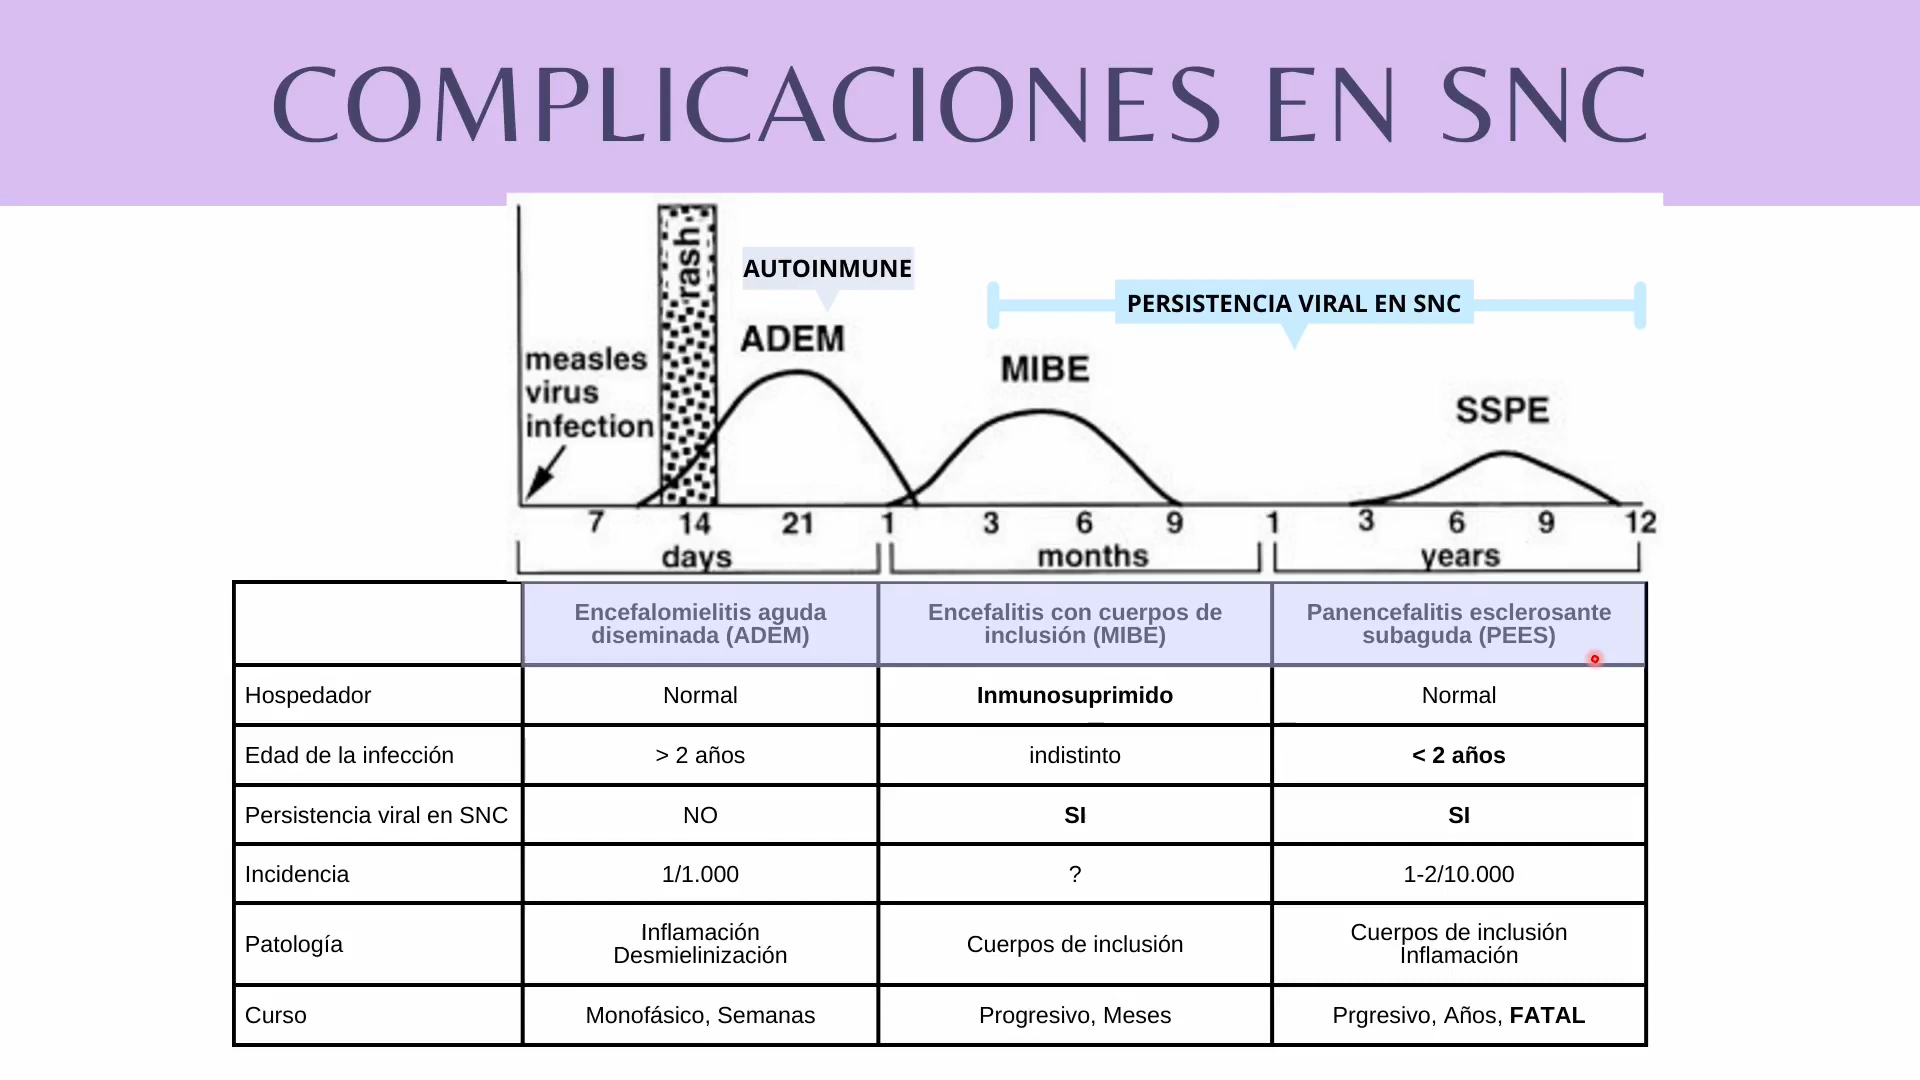 COMPLICACIONES EN SNC
rash
AUTOINMUNE
PERSISTENCIA VIRAL EN SNC
ADEM
measles
virus
infection
MIBE
SSPE
7 14 21 1 3 6 9 1 3 6 9 12
days months years
Encefalomielitis aguda
diseminada (ADEM)
Encefalitis con cuerpos de
inclusión (MIBE)
Panencefalitis esclerosante
subaguda (PEES)
Hospedador Normal Inmunosuprimido Normal
Edad de la infección > 2 años indistinto < 2 años
Persistencia viral en SNC NO SI SI
Incidencia 1/1.000 ? 1-2/10.000
Patología
Inflamación
Desmielinización
Cuerpos de inclusión
Cuerpos de inclusión
Inflamación
Curso Monofásico, Semanas Progresivo, Meses Prgresivo, Años, FATAL